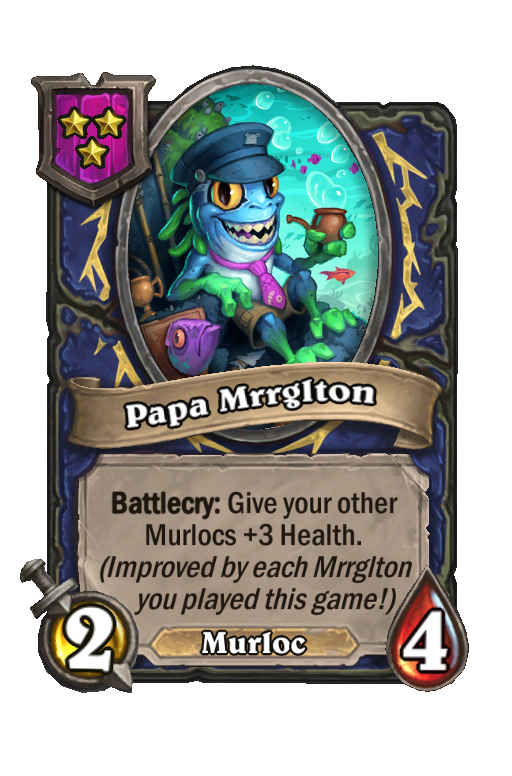 Papa Mrrglton
Battlecry: Give your other
Murlocs +3 Health.
(Improved by each Mrrglton
you played this game!)
2
Murloc
4